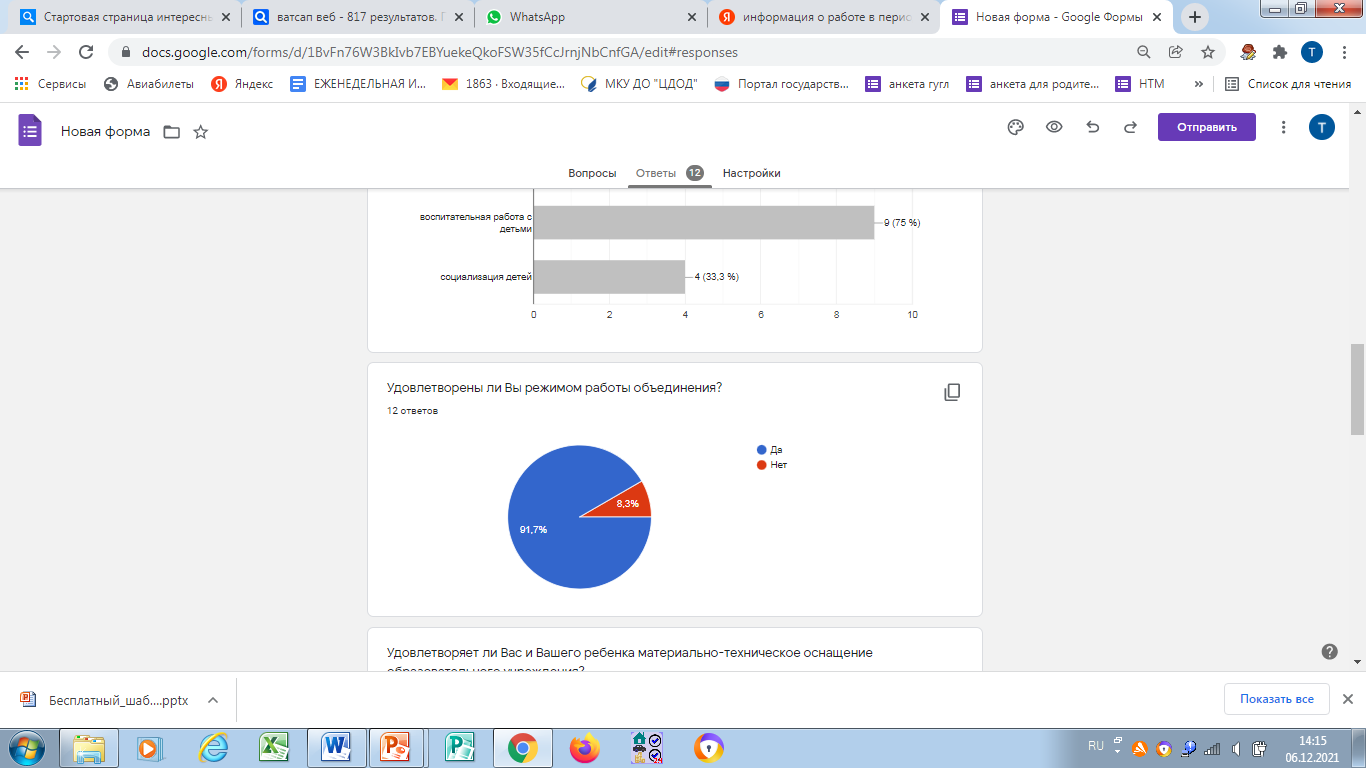 Стартовая страница интересны
ватсап веб - 817 результатов. П
WhatsApp
информация о работе в перио
Новая форма - Google Формы
docs.google.com/forms/d/1BvFn76W3BkIvb7EBYuekeQkoFSW35fCcJrnjNbCnfGA/edit#responses
T
Сервисы
Авиабилеты
Яндекс
ЕЖЕНЕДЕЛЬНАЯ И...
1863 · Входящие...
МКУ ДО "ЦДОД"
Портал государств...
анкета гугл
анкета для родите...
НТМ
»
Список для чтения
Новая форма
Отправить
T
Вопросы
Ответы 12
Настройки
воспитательная работа с
детьми
9 (75 %)
социализация детей
4 (33,3 %)
0 2 4 6 8 10
Удовлетворены ли Вы режимом работы объединения?
12 ответов
Да
Нет
8,3%
91,7%
Удовлетворяет ли Вас и Вашего ребенка материально-техническое оснащение
образовательного учреждения?
Бесплатный_шаб....pptx
Показать все
RU
14:15
06.12.2021